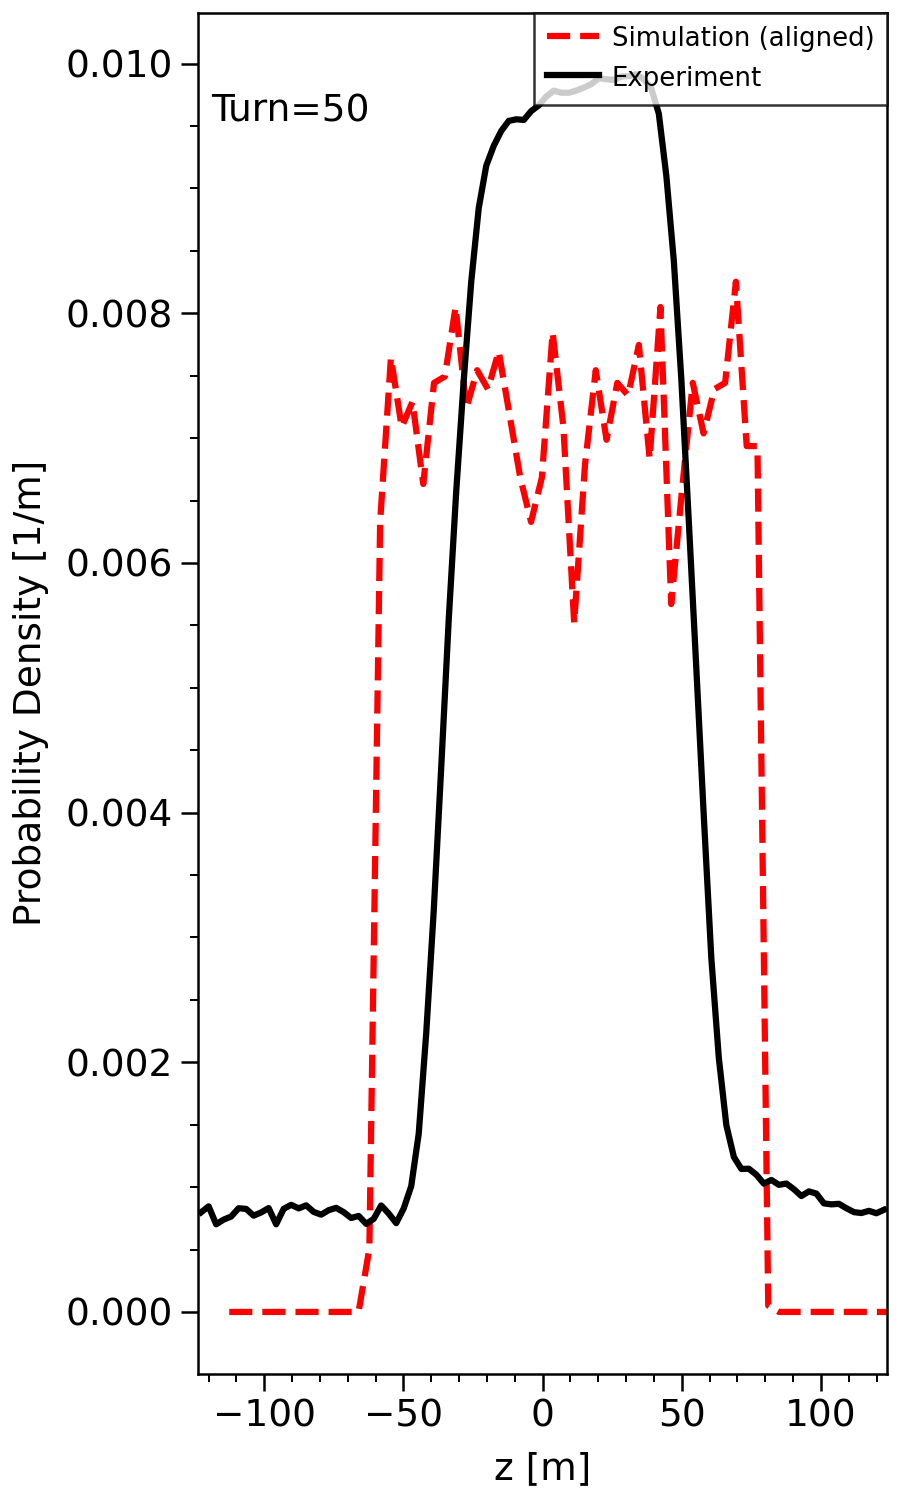 Simulation (aligned)
Experiment
Turn=50
0.010
0.008
0.006
0.004
0.002
0.000
Probability Density [1/m]
−100
−50
0
50
100
z [m]